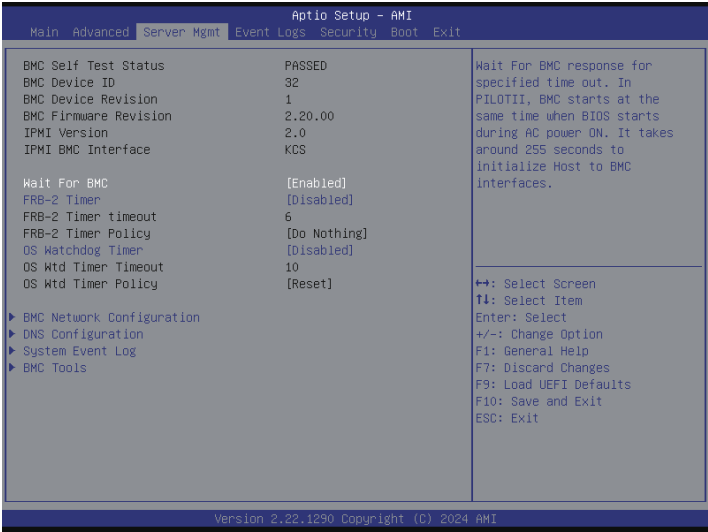 Aptio Setup – AMI
Main Advanced Server Mgmt Event Logs Security Boot Exit
BMC Self Test Status PASSED
BMC Device ID 32
BMC Device Revision 1
BMC Firmware Revision 2.20.00
IPMI Version 2.0
IPMI BMC Interface KCS
Wait For BMC [Enabled]
FRB-2 Timer [Disabled]
FRB-2 Timer timeout 6
FRB-2 Timer Policy [Do Nothing]
OS Watchdog Timer [Disabled]
OS Wtd Timer Timeout 10
OS Wtd Timer Policy [Reset]
BMC Network Configuration
DNS Configuration
System Event Log
BMC Tools
Wait For BMC response for
specified time out. In
PILOTII, BMC starts at the
same time when BIOS starts
during AC power ON. It takes
around 255 seconds to
initialize Host to BMC
interfaces.
↔: Select Screen
↑↓: Select Item
Enter: Select
+/-: Change Option
F1: General Help
F7: Discard Changes
F9: Load UEFI Defaults
F10: Save and Exit
ESC: Exit
Version 2.22.1290 Copyright (C) 2024 AMI